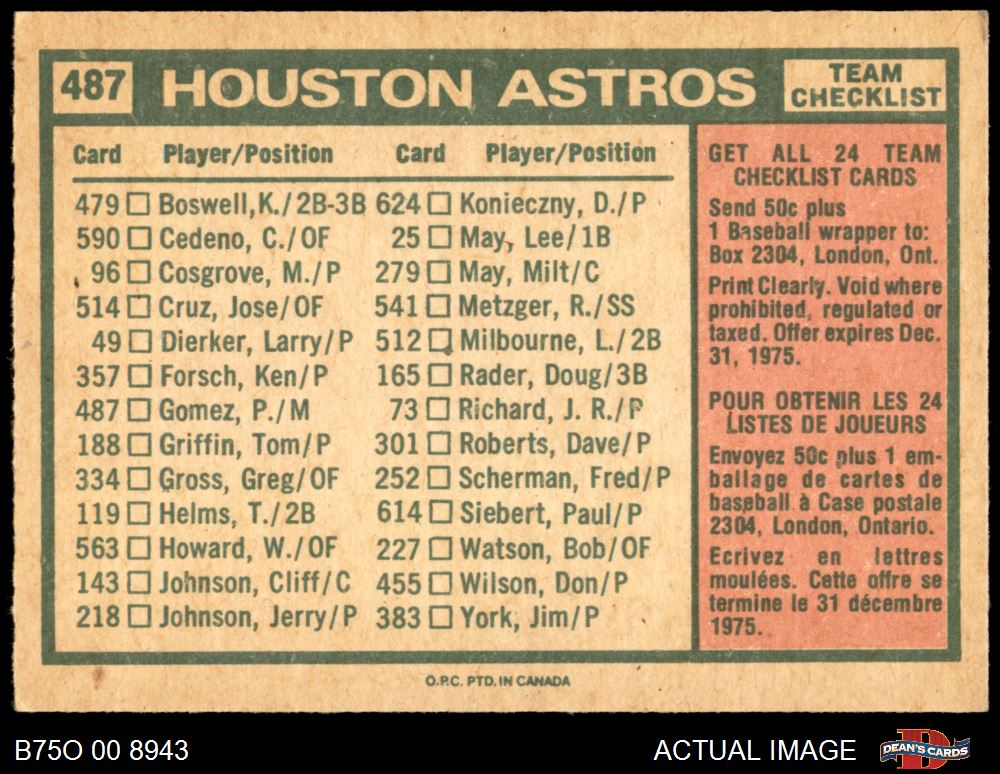 487 HOUSTON ASTROS TEAM CHECKLIST
Card Player/Position
479 Boswell,K./2B-3B
590 Cedeno, C./OF
96 Cosgrove, M./P
514 Cruz, Jose/OF
49 Dierker, Larry/P
357 Forsch, Ken/P
487 Gomez, P./M
188 Griffin, Tom/P
334 Gross, Greg/OF
119 Helms, T./2B
563 Howard, W./OF
143 Johnson, Cliff/C
218 Johnson, Jerry/P
Card Player/Position
624 Konieczny, D./P
25 May, Lee/1B
279 May, Milt/C
541 Metzger, R./SS
512 Milbourne, L./2B
165 Rader, Doug/3B
73 Richard, J. R./P
301 Roberts, Dave/P
252 Scherman, Fred/P
614 Siebert, Paul/P
227 Watson, Bob/OF
455 Wilson, Don/P
383 York, Jim/P
GET ALL 24 TEAM
CHECKLIST CARDS
Send 50c plus
1 Baseball wrapper to:
Box 2304, London, Ont.
Print Clearly. Void where
prohibited, regulated or
taxed. Offer expires Dec.
31, 1975.
POUR OBTENIR LES 24
LISTES DE JOUEURS
Envoyez 50c plus 1 em-
ballage de cartes de
baseball à Case postale
2304, London, Ontario.
Ecrivez en lettres
moulées. Cette offre se
termine le 31 décembre
1975.
O.P.C. PTD. IN CANADA
B75O 00 8943
ACTUAL IMAGE
DEAN'S CARDS